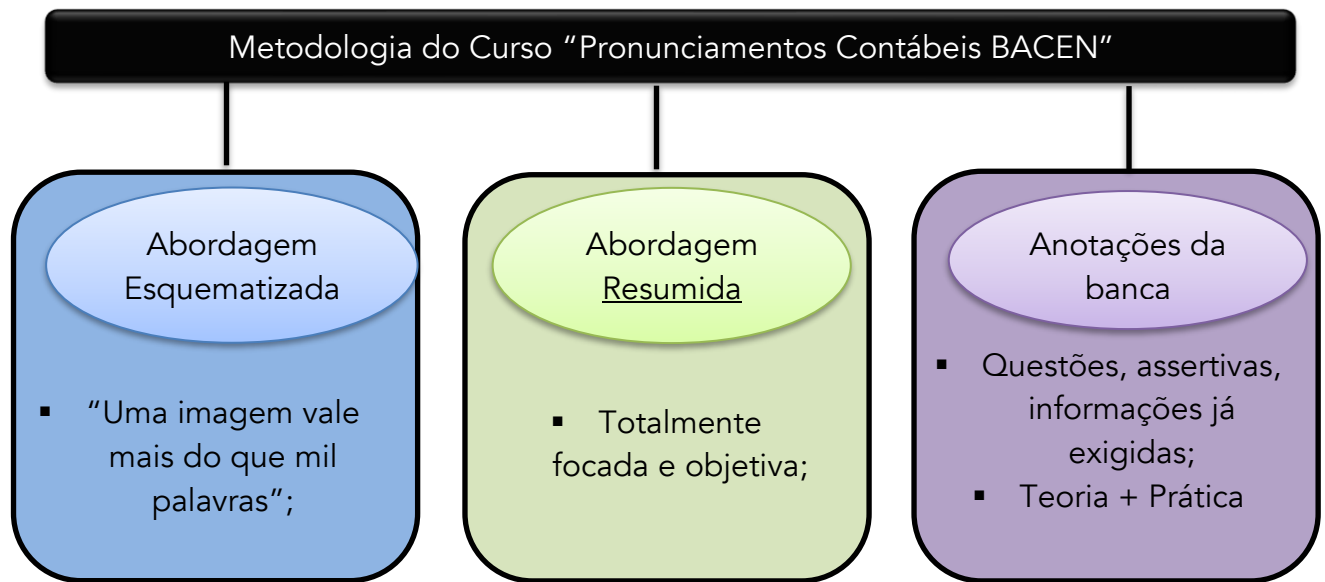 Metodologia do Curso “Pronunciamentos Contábeis BACEN”
Abordagem
Esquematizada
▪ “Uma imagem vale
mais do que mil
palavras”;
Abordagem
Resumida
▪ Totalmente
focada e objetiva;
Anotações da
banca
▪ Questões, assertivas,
informações já
exigidas;
▪ Teoria + Prática